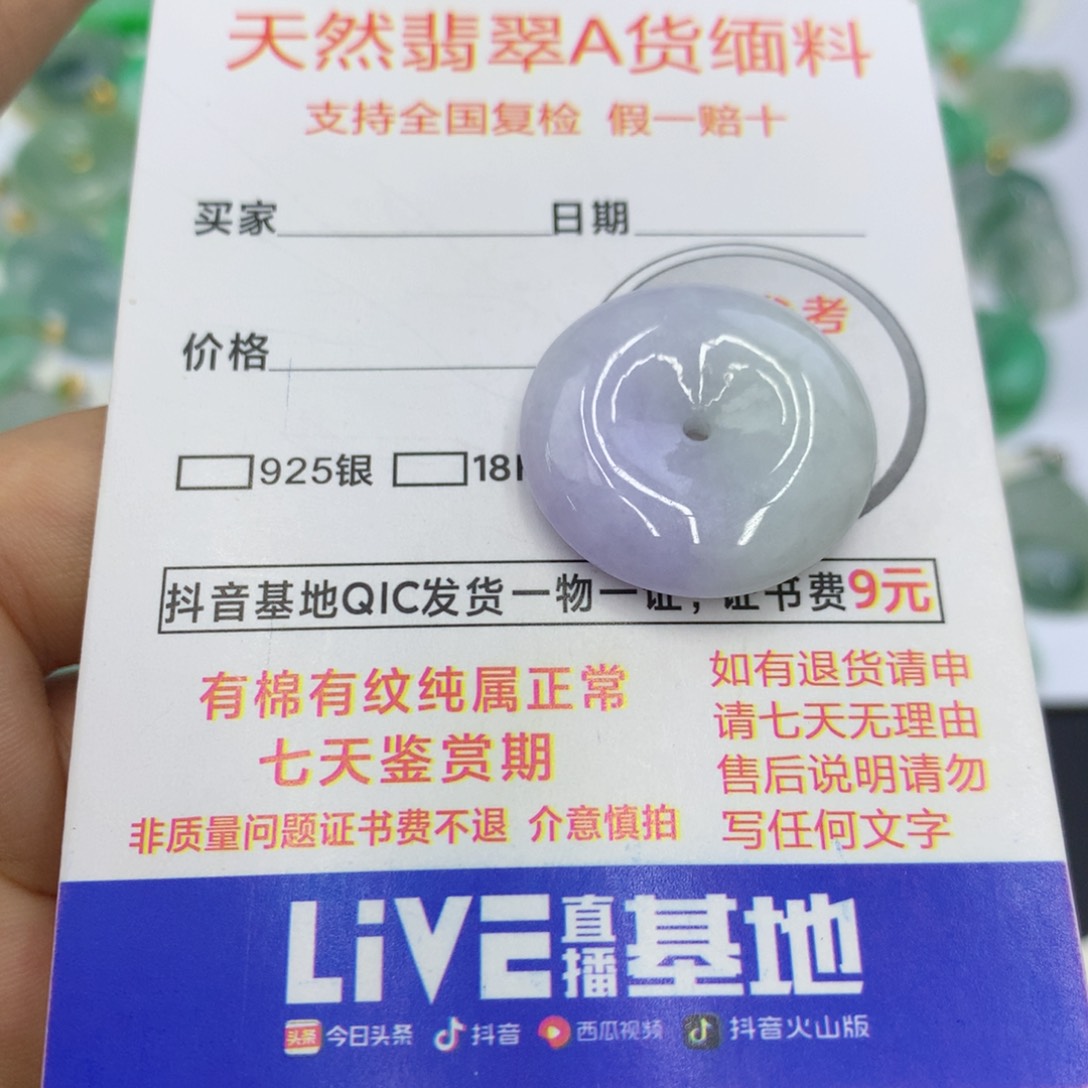 天然翡翠A货缅料
支持全国复检 假一赔十
买家 日期
考
价格
925银 18
抖音基地QIC发货一物一证，证书费9元
有棉有纹纯属正常
七天鉴赏期
非质量问题证书费不退 介意慎拍
如有退货请申
请七天无理由
售后说明请勿
写任何文字
LiVE直播基地
头条 今日头条 抖音 西瓜视频 抖音火山版